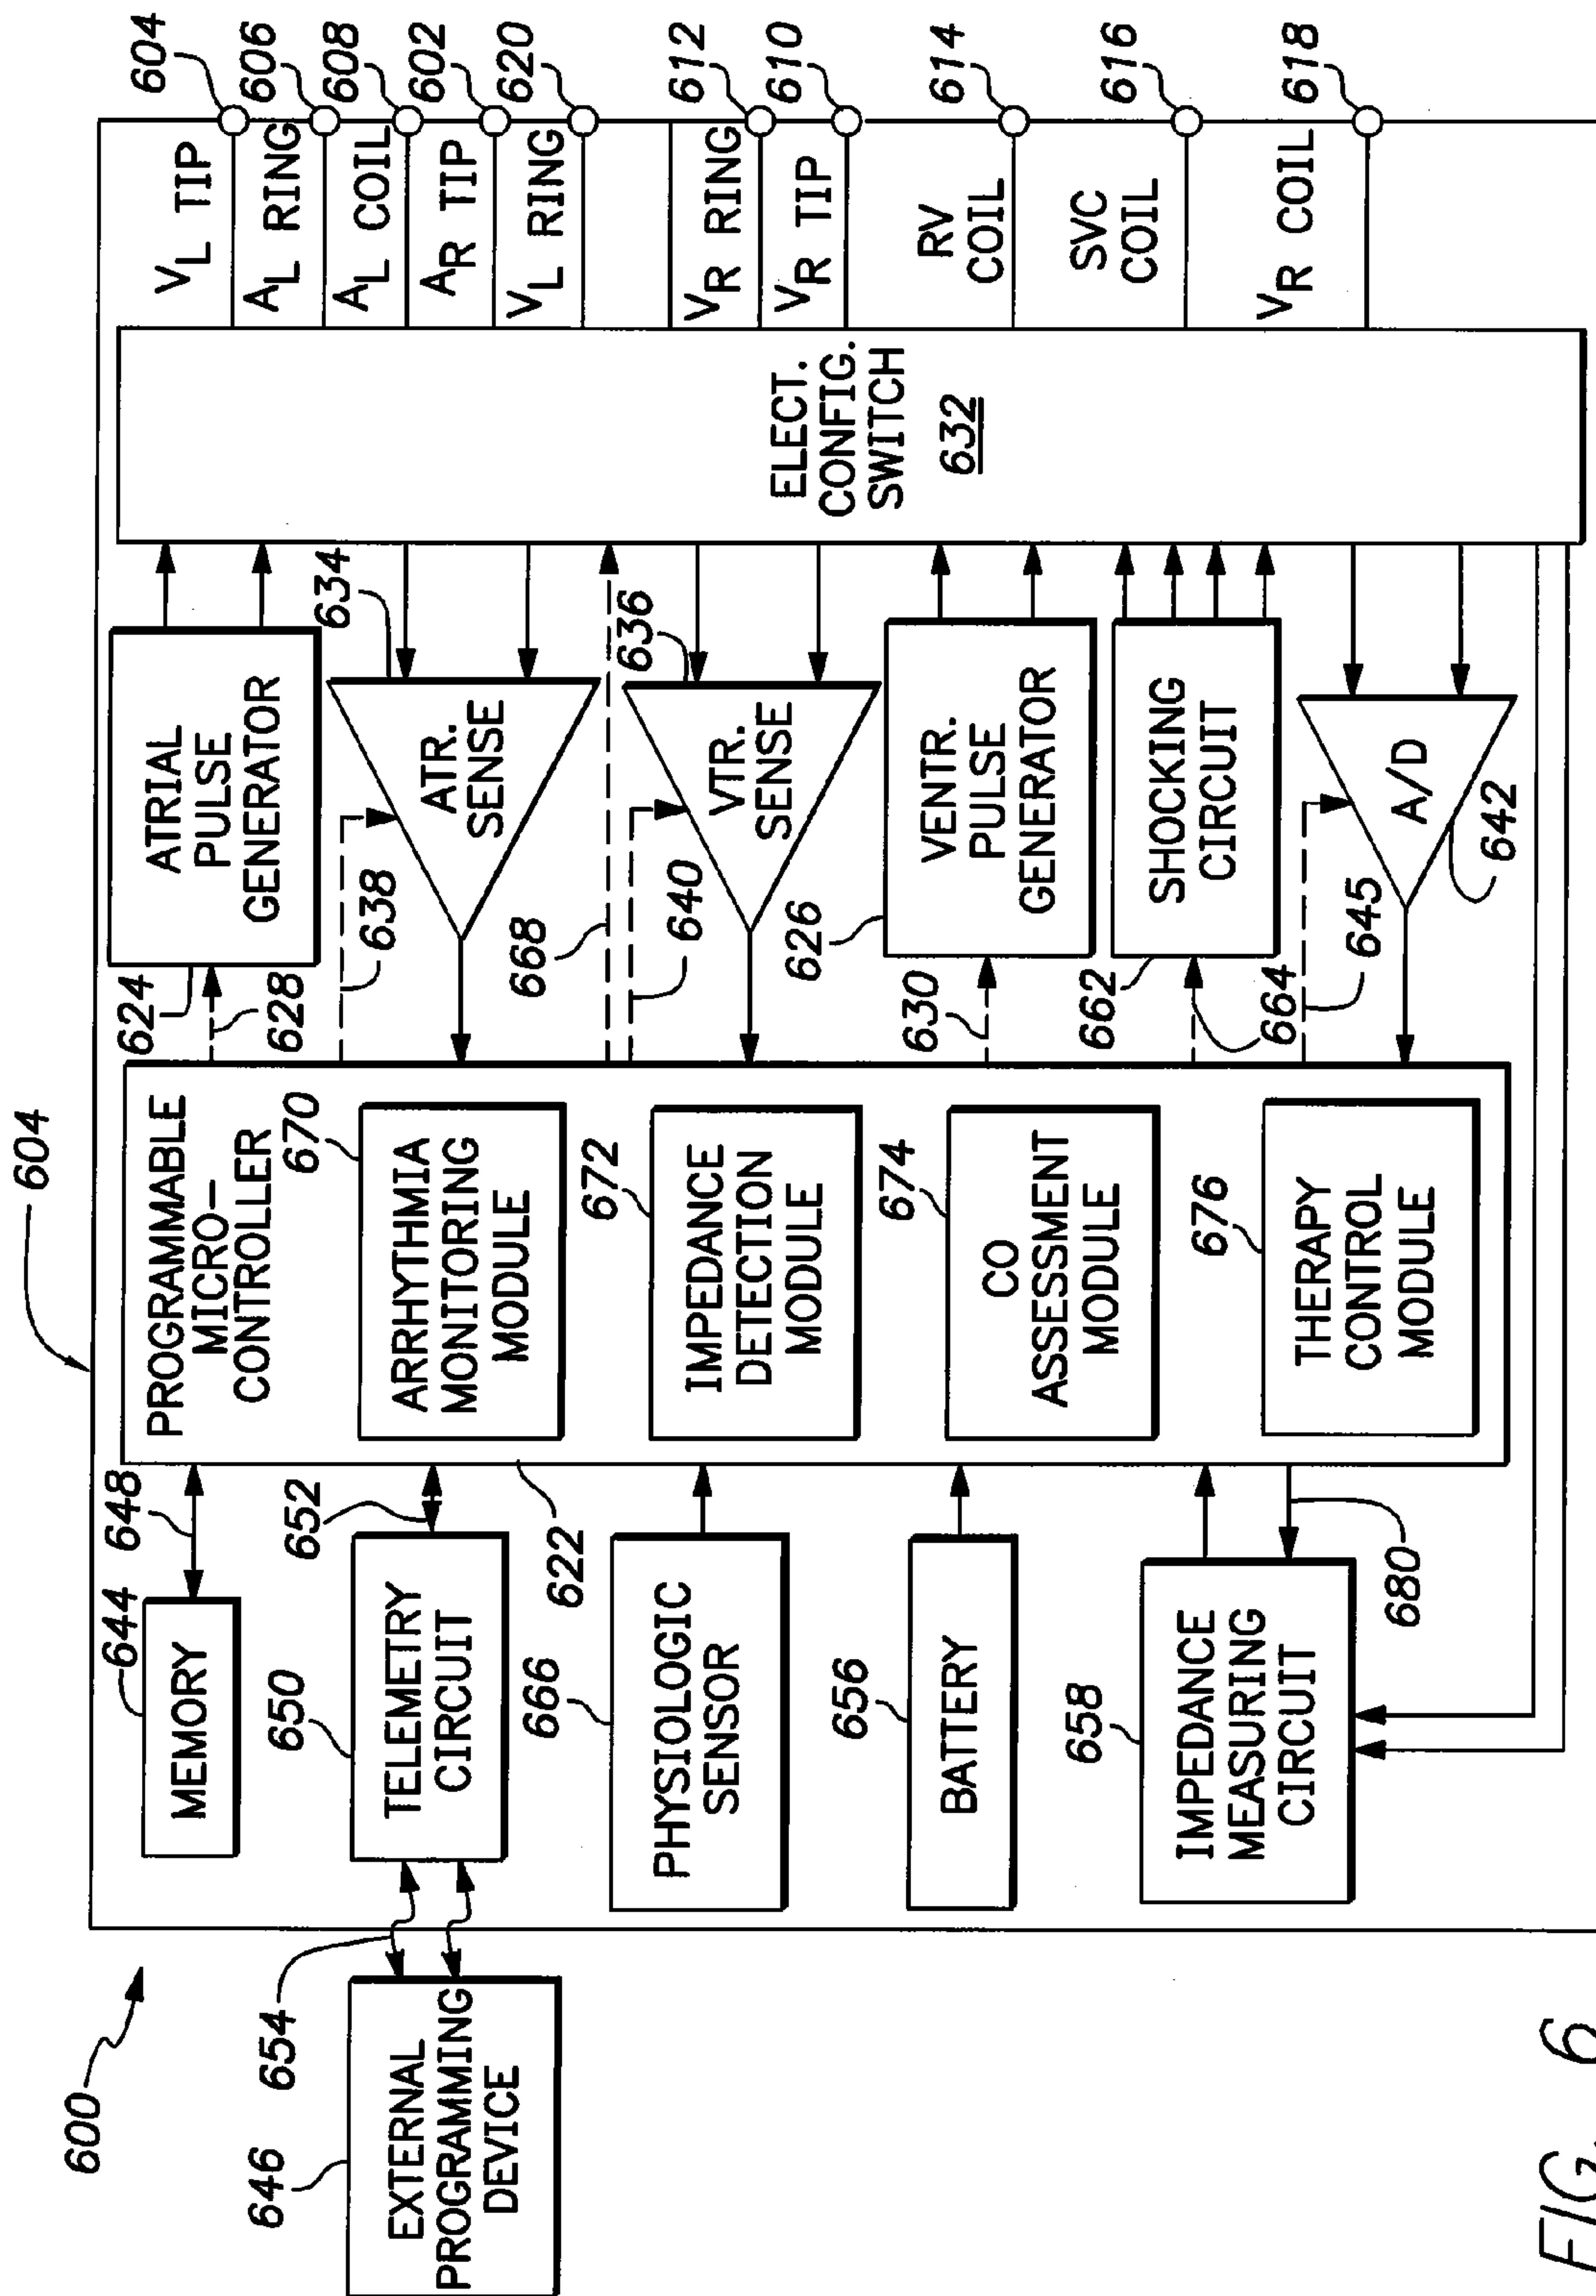 600
604
646
EXTERNAL
PROGRAMMING
DEVICE
654
644
MEMORY
648
650
TELEMETRY
CIRCUIT
652
622
666
PHYSIOLOGIC
SENSOR
656
BATTERY
658
IMPEDANCE
MEASURING
CIRCUIT
680
PROGRAMMABLE
MICRO-
CONTROLLER
670
ARRHYTHMIA
MONITORING
MODULE
672
IMPEDANCE
DETECTION
MODULE
674
CO
ASSESSMENT
MODULE
676
THERAPY
CONTROL
MODULE
624
628
ATRIAL
PULSE
GENERATOR
634
638
ATR.
SENSE
668
636
640
VTR.
SENSE
626
630
VENTR.
PULSE
GENERATOR
662
664
SHOCKING
CIRCUIT
645
A/D
642
ELECT.
CONFIG.
SWITCH
632
VL TIP
604
AL RING
606
AL COIL
608
AR TIP
602
VL RING
620
VR RING
612
VR TIP
610
RV
COIL
614
SVC
COIL
616
VR COIL
618
FIG. 6